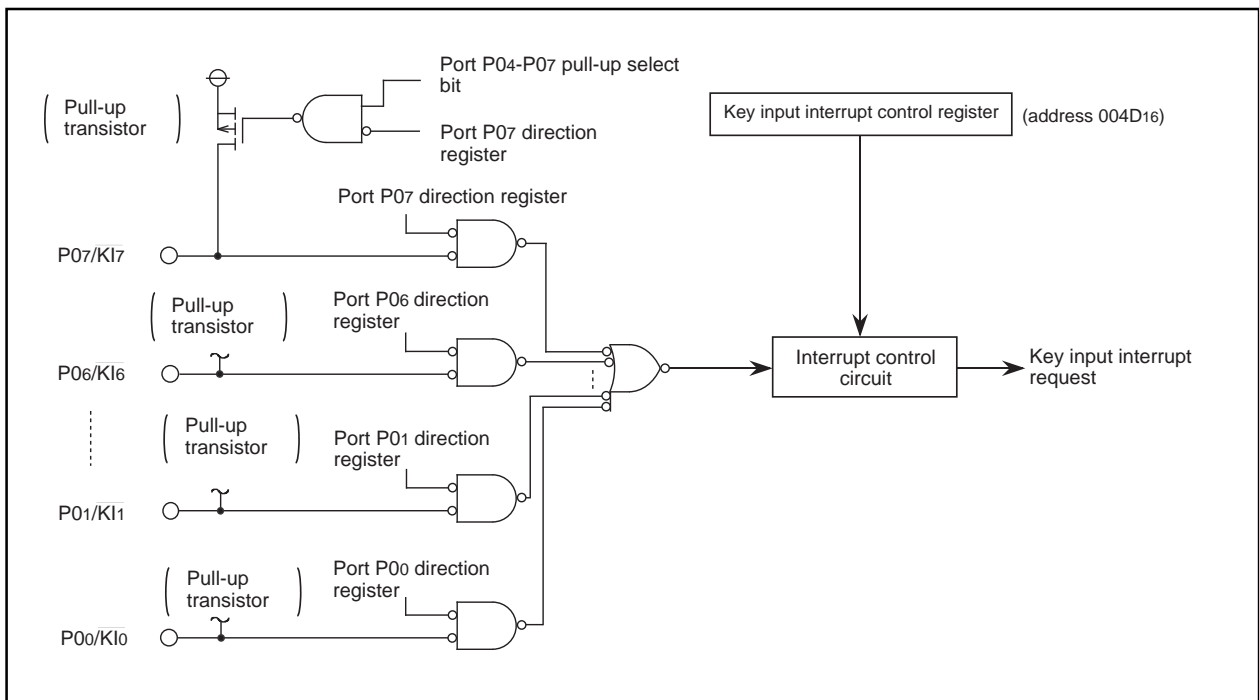 Port P04-P07 pull-up select
bit
( Pull-up
transistor )
Port P07 direction
register
Key input interrupt control register
(address 004D16)
Port P07 direction register
P07/KI7
( Pull-up
transistor )
Port P06 direction
register
P06/KI6
Interrupt control
circuit
Key input interrupt
request
( Pull-up
transistor )
Port P01 direction
register
P01/KI1
( Pull-up
transistor )
Port P00 direction
register
P00/KI0